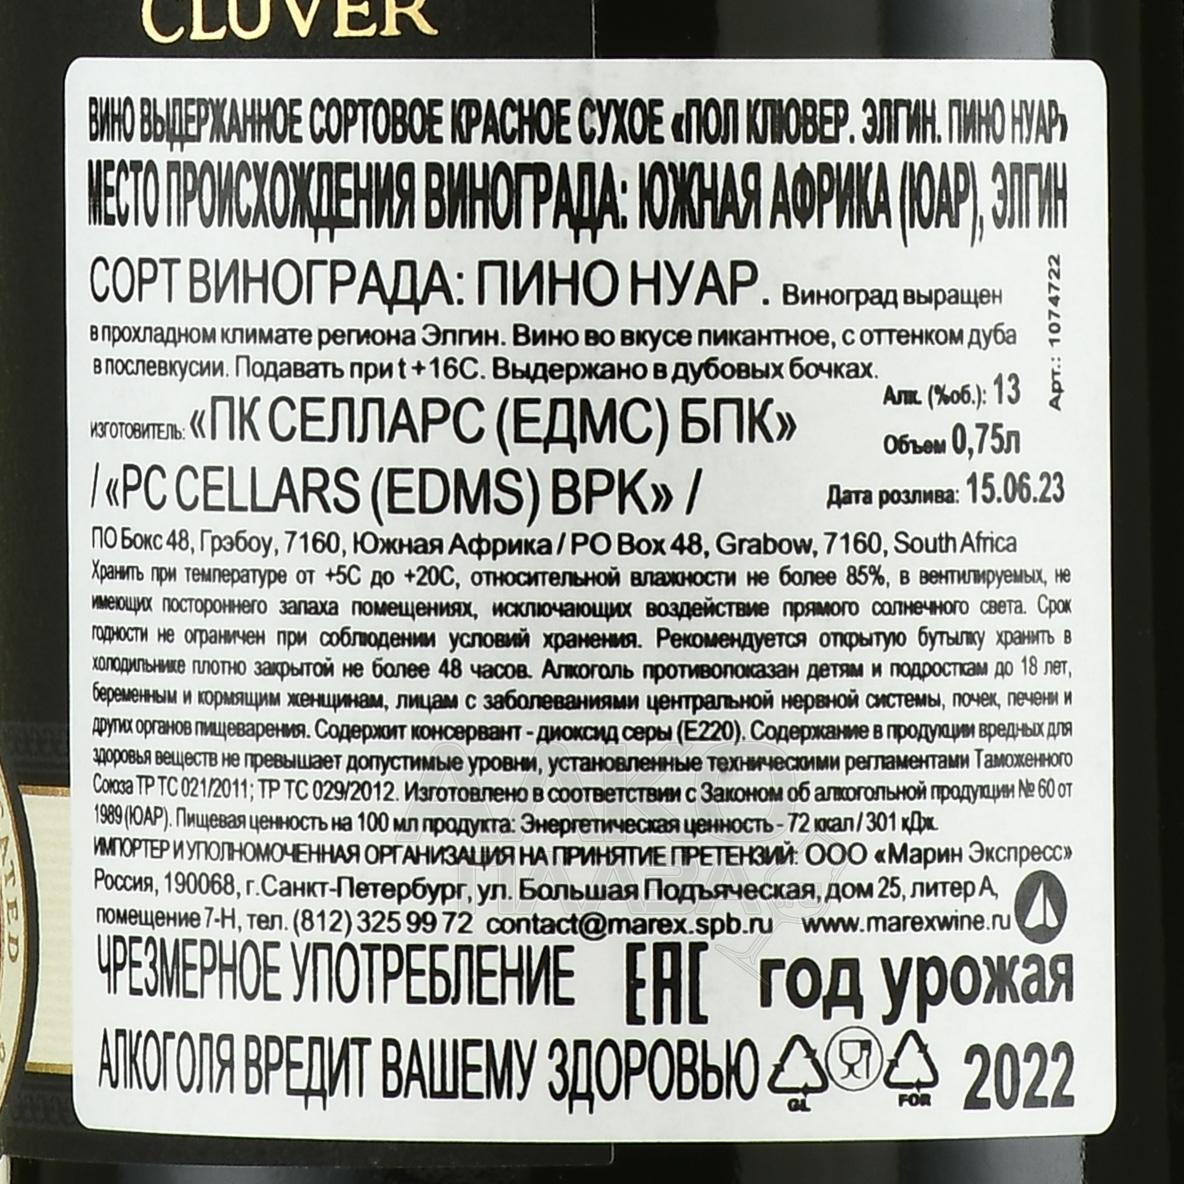 CLUVER
ВИНО ВЫДЕРЖАННОЕ СОРТОВОЕ КРАСНОЕ СУХОЕ «ПОЛ КЛЮВЕР. ЭЛГИН. ПИНО НУАР»
МЕСТО ПРОИСХОЖДЕНИЯ ВИНОГРАДА: ЮЖНАЯ АФРИКА (ЮАР), ЭЛГИН
СОРТ ВИНОГРАДА: ПИНО НУАР. Виноград выращен
в прохладном климате региона Элгин. Вино во вкусе пикантное, с оттенком дуба
в послевкусии. Подавать при t +16С. Выдержано в дубовых бочках.
Арт.: 1074722
Алк. (%об.): 13
ИЗГОТОВИТЕЛЬ: «ПК СЕЛЛАРС (ЕДМС) БПК»
Объем 0,75л
/ «PC CELLARS (EDMS) BPK» /
Дата розлива: 15.06.23
ПО Бокс 48, Грэбоу, 7160, Южная Африка / PO Box 48, Grabow, 7160, South Africa
Хранить при температуре от +5С до +20С, относительной влажности не более 85%, в вентилируемых, не
имеющих постороннего запаха помещениях, исключающих воздействие прямого солнечного света. Срок
годности не ограничен при соблюдении условий хранения. Рекомендуется открытую бутылку хранить в
холодильнике плотно закрытой не более 48 часов. Алкоголь противопоказан детям и подросткам до 18 лет,
беременным и кормящим женщинам, лицам с заболеваниями центральной нервной системы, почек, печени и
других органов пищеварения. Содержит консервант - диоксид серы (Е220). Содержание в продукции вредных для
здоровья веществ не превышает допустимые уровни, установленные техническими регламентами Таможенного
Союза ТР ТС 021/2011; ТР ТС 029/2012. Изготовлено в соответствии с Законом об алкогольной продукции № 60 от
1989 (ЮАР). Пищевая ценность на 100 мл продукта: Энергетическая ценность - 72 ккал / 301 кДж.
ИМПОРТЕР И УПОЛНОМОЧЕННАЯ ОРГАНИЗАЦИЯ НА ПРИНЯТИЕ ПРЕТЕНЗИЙ: ООО «Марин Экспресс»
Россия, 190068, г.Санкт-Петербург, ул. Большая Подъяческая, дом 25, литер А,
помещение 7-Н, тел. (812) 325 99 72 contact@marex.spb.ru www.marexwine.ru
ЧРЕЗМЕРНОЕ УПОТРЕБЛЕНИЕ
EAC
год урожая
АЛКОГОЛЯ ВРЕДИТ ВАШЕМУ ЗДОРОВЬЮ
GL
FOR
2022